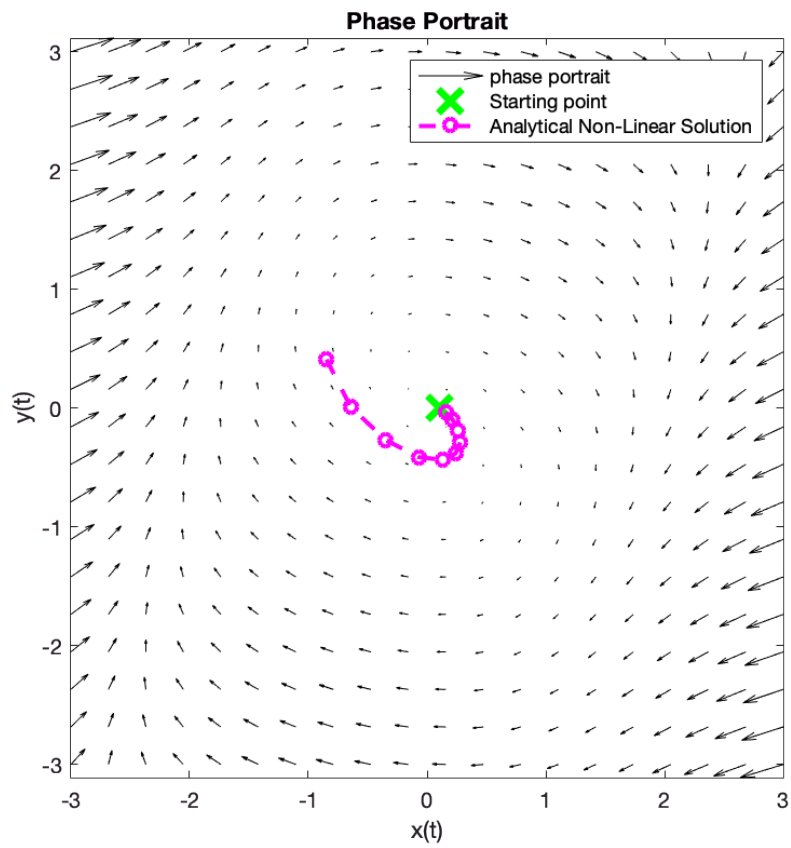 Phase Portrait
phase portrait
Starting point
Analytical Non-Linear Solution
3
2
1
0
-1
-2
-3
y(t)
-3
-2
-1
0
1
2
3
x(t)